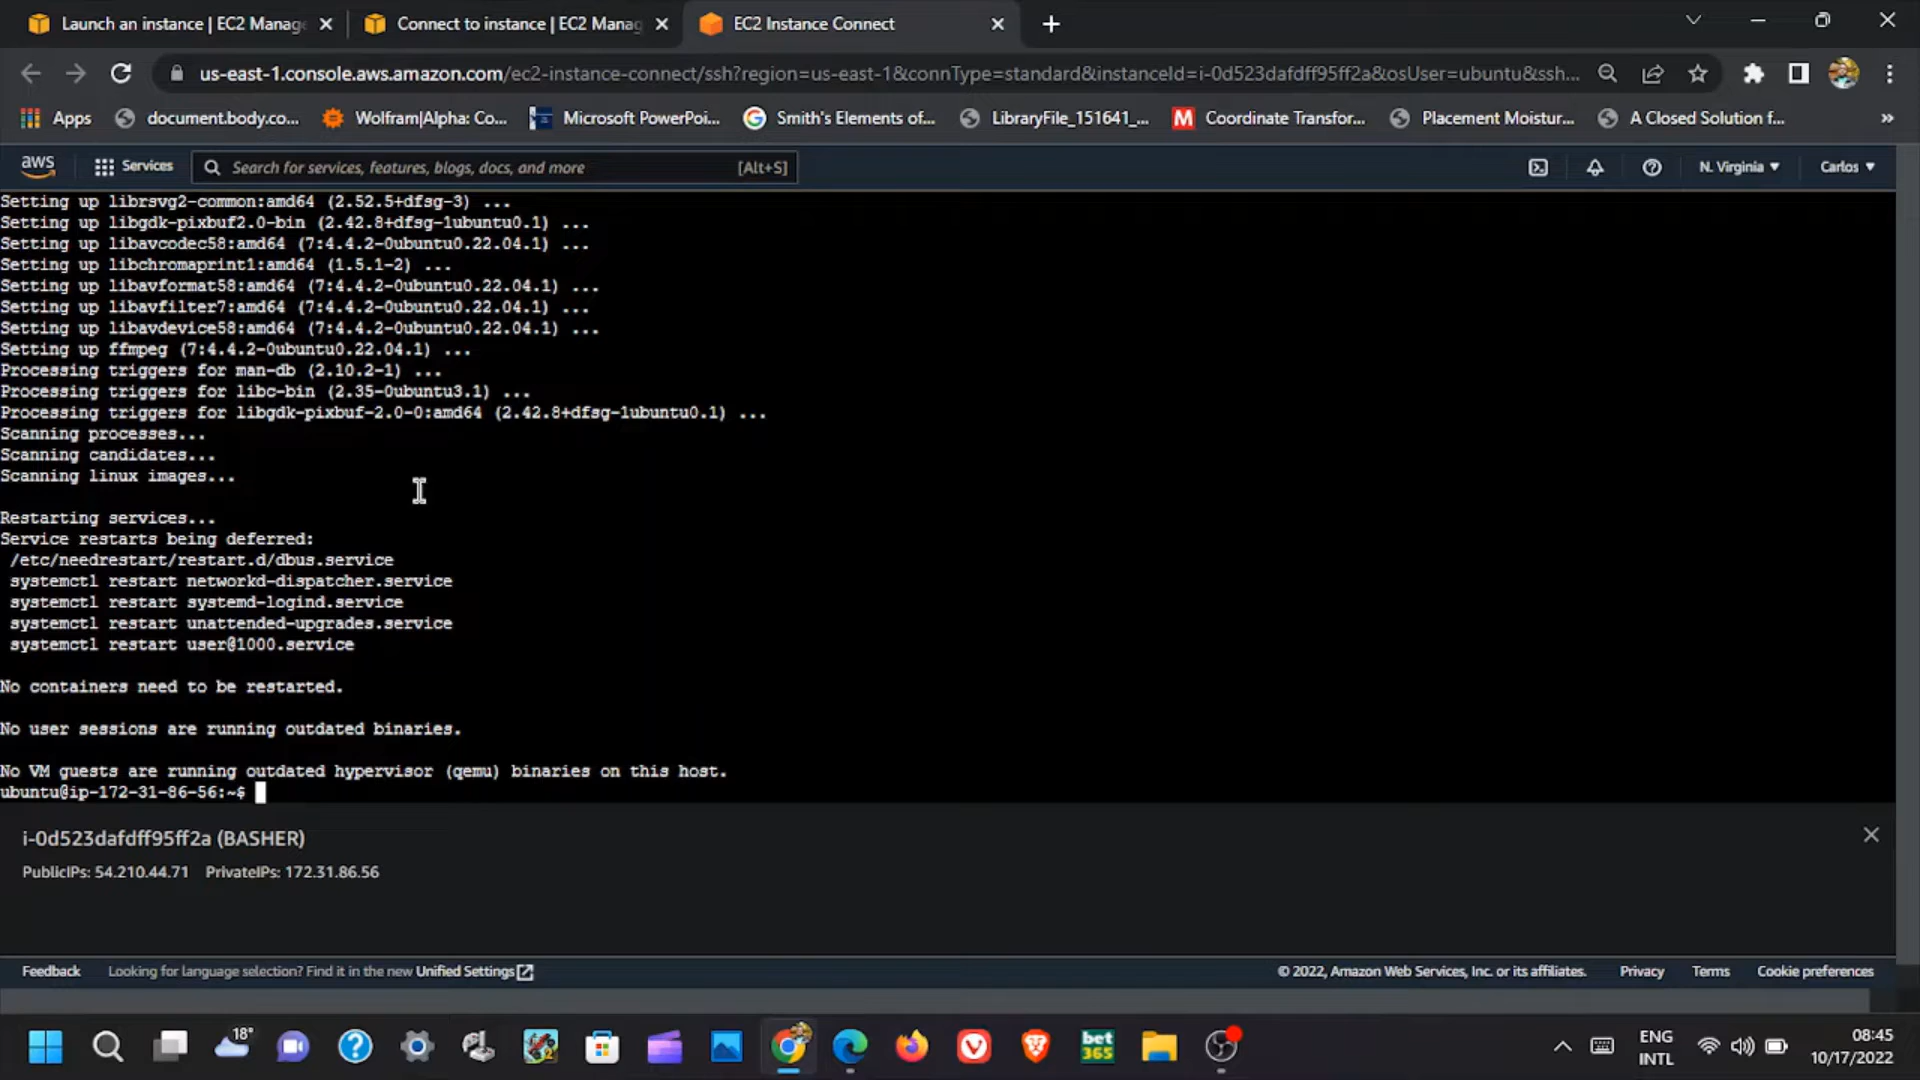 Launch an instance | EC2 Manage
Connect to instance | EC2 Manag
EC2 Instance Connect
us-east-1.console.aws.amazon.com/ec2-instance-connect/ssh?region=us-east-1&connType=standard&instanceId=i-0d523dafdff95ff2a&osUser=ubuntu&ssh...
Apps
document.body.co...
Wolfram|Alpha: Co...
Microsoft PowerPoi...
Smith's Elements of...
LibraryFile_151641_...
Coordinate Transfor...
Placement Moistur...
A Closed Solution f...
»
aws
Services
Search for services, features, blogs, docs, and more
[Alt+S]
N. Virginia
Carlos
Setting up librsvg2-common:amd64 (2.52.5+dfsg-3) ...
Setting up libgdk-pixbuf2.0-bin (2.42.8+dfsg-1ubuntu0.1) ...
Setting up libavcodec58:amd64 (7:4.4.2-0ubuntu0.22.04.1) ...
Setting up libchromaprint1:amd64 (1.5.1-2) ...
Setting up libavformat58:amd64 (7:4.4.2-0ubuntu0.22.04.1) ...
Setting up libavfilter7:amd64 (7:4.4.2-0ubuntu0.22.04.1) ...
Setting up libavdevice58:amd64 (7:4.4.2-0ubuntu0.22.04.1) ...
Setting up ffmpeg (7:4.4.2-0ubuntu0.22.04.1) ...
Processing triggers for man-db (2.10.2-1) ...
Processing triggers for libc-bin (2.35-0ubuntu3.1) ...
Processing triggers for libgdk-pixbuf-2.0-0:amd64 (2.42.8+dfsg-1ubuntu0.1) ...
Scanning processes...
Scanning candidates...
Scanning linux images...
Restarting services...
Service restarts being deferred:
/etc/needrestart/restart.d/dbus.service
systemctl restart networkd-dispatcher.service
systemctl restart systemd-logind.service
systemctl restart unattended-upgrades.service
systemctl restart user@1000.service
No containers need to be restarted.
No user sessions are running outdated binaries.
No VM guests are running outdated hypervisor (qemu) binaries on this host.
ubuntu@ip-172-31-86-56:~$
i-0d523dafdff95ff2a (BASHER)
PublicIPs: 54.210.44.71 PrivateIPs: 172.31.86.56
Feedback
Looking for language selection? Find it in the new Unified Settings
© 2022, Amazon Web Services, Inc. or its affiliates.
Privacy
Terms
Cookie preferences
18°
bet
365
ENG
INTL
08:45
10/17/2022